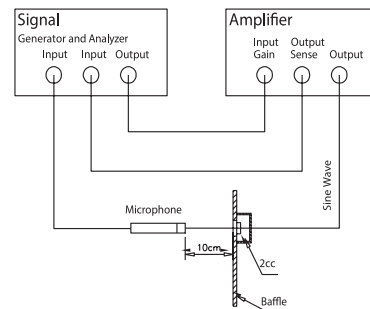 Signal
Generator and Analyzer
Input Input Output
Amplifier
Input Gain
Output Sense
Output
Sine Wave
Microphone
10cm
2cc
Baffle